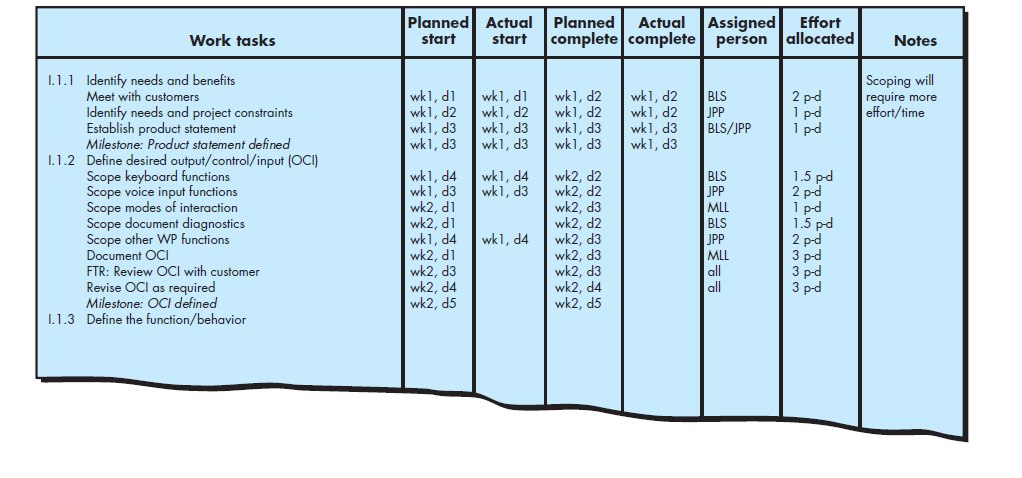 Work tasks Planned start Actual start Planned complete Actual complete Assigned person Effort allocated Notes
I.1.1 Identify needs and benefits Scoping will
Meet with customers wk1, d1 wk1, d1 wk1, d2 wk1, d2 BLS 2 p-d require more
Identify needs and project constraints wk1, d2 wk1, d2 wk1, d2 wk1, d2 JPP 1 p-d effort/time
Establish product statement wk1, d3 wk1, d3 wk1, d3 wk1, d3 BLS/JPP 1 p-d
Milestone: Product statement defined wk1, d3 wk1, d3 wk1, d3 wk1, d3
I.1.2 Define desired output/control/input (OCI)
Scope keyboard functions wk1, d4 wk1, d4 wk2, d2 BLS 1.5 p-d
Scope voice input functions wk1, d3 wk1, d3 wk2, d2 JPP 2 p-d
Scope modes of interaction wk2, d1 wk2, d3 MLL 1 p-d
Scope document diagnostics wk2, d1 wk2, d2 BLS 1.5 p-d
Scope other WP functions wk1, d4 wk1, d4 wk2, d3 JPP 2 p-d
Document OCI wk2, d1 wk2, d3 MLL 3 p-d
FTR: Review OCI with customer wk2, d3 wk2, d3 all 3 p-d
Revise OCI as required wk2, d4 wk2, d4 all 3 p-d
Milestone: OCI defined wk2, d5 wk2, d5
I.1.3 Define the function/behavior